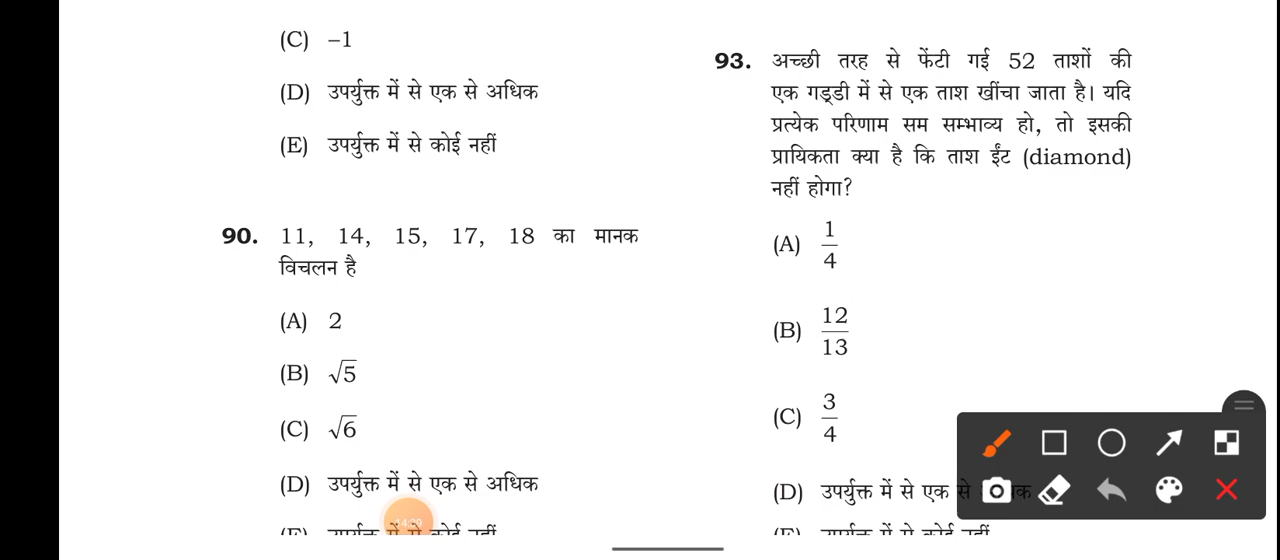 (C) –1
(D) उपर्युक्त में से एक से अधिक
(E) उपर्युक्त में से कोई नहीं
90. 11, 14, 15, 17, 18 का मानक
विचलन है
(A) 2
(B) √5
(C) √6
(D) उपर्युक्त में से एक से अधिक
93. अच्छी तरह से फेंटी गई 52 ताशों की
एक गड्डी में से एक ताश खींचा जाता है। यदि
प्रत्येक परिणाम सम सम्भाव्य हो, तो इसकी
प्रायिकता क्या है कि ताश ईंट (diamond)
नहीं होगा?
(A) 1/4
(B) 12/13
(C) 3/4
(D) उपर्युक्त में से एक से